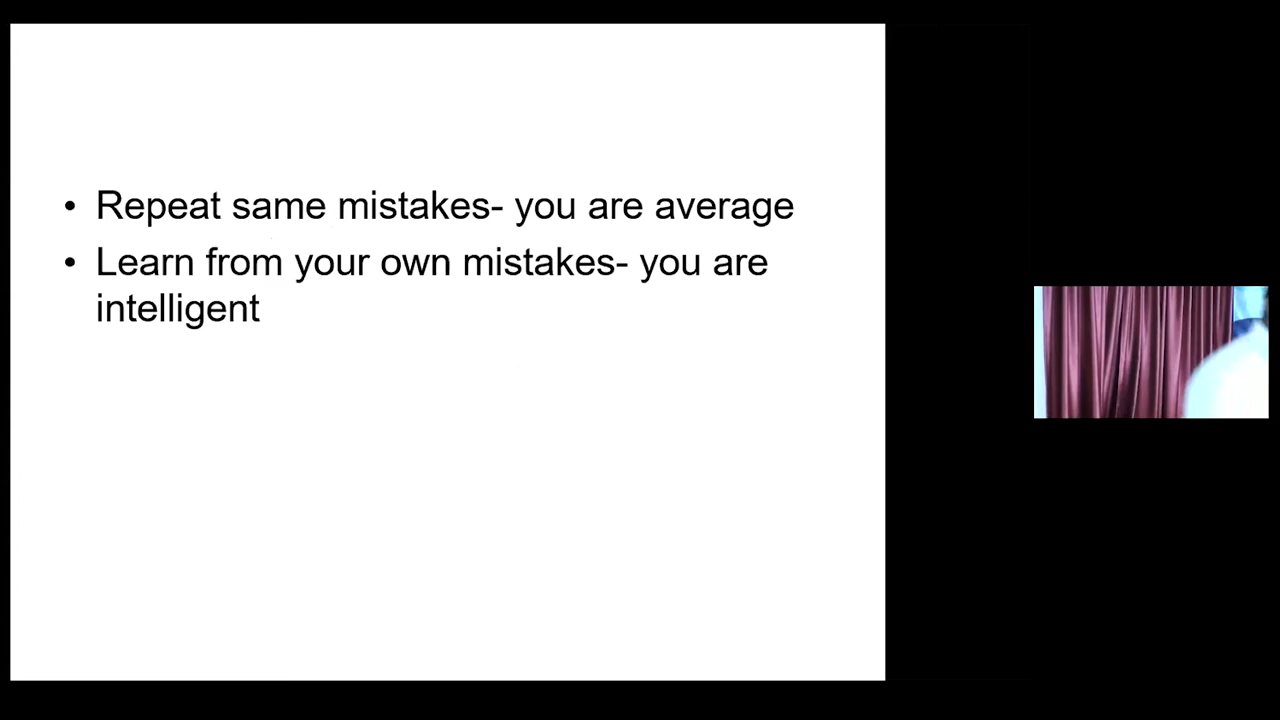 • Repeat same mistakes- you are average
• Learn from your own mistakes- you are
intelligent